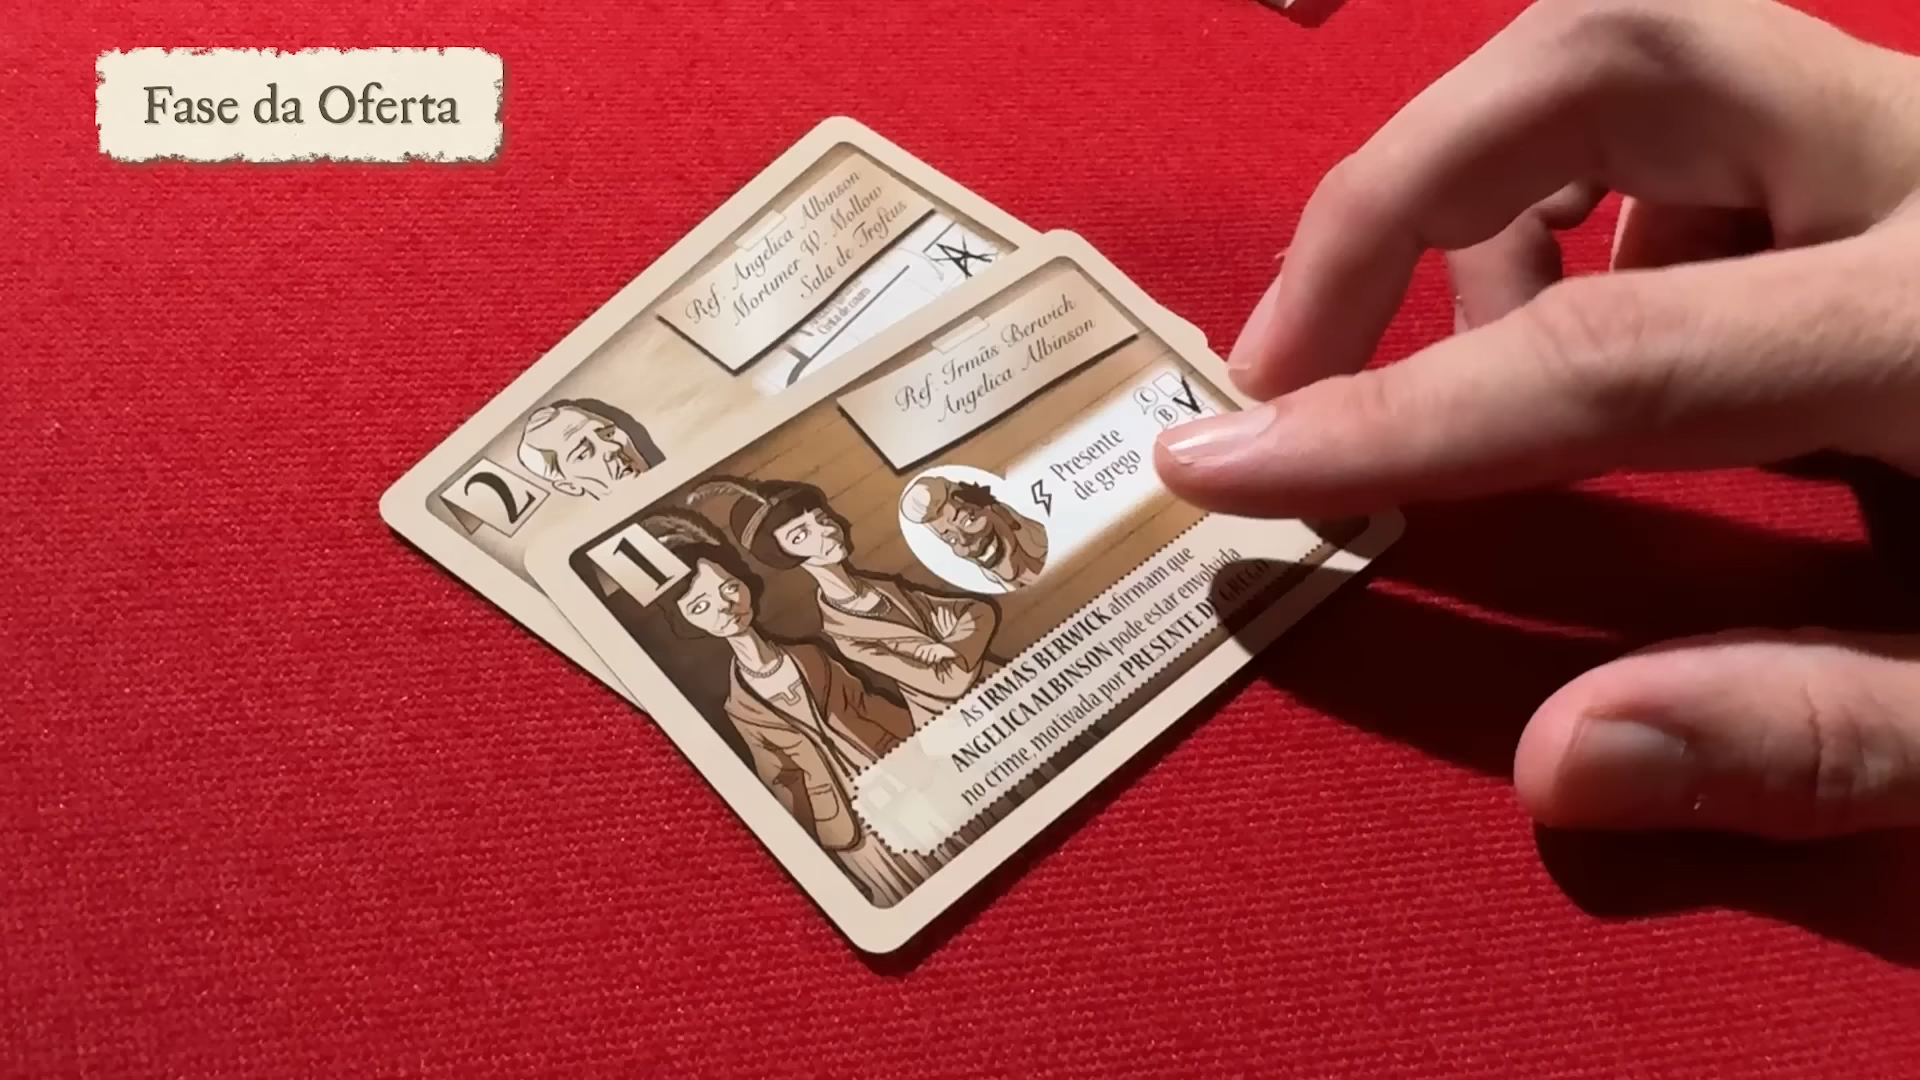 Fase da Oferta
Ref. Angelica Albinson
Mortimer W. Mollow
Sala de Troféus
2
Ref. Irmãs Berwick
Angelica Albinson
C
B
Presente
de grego
1
As IRMÃS BERWICK afirmam que
ANGELICA ALBINSON pode estar envolvida
no crime, motivada por PRESENTE DE GREGO